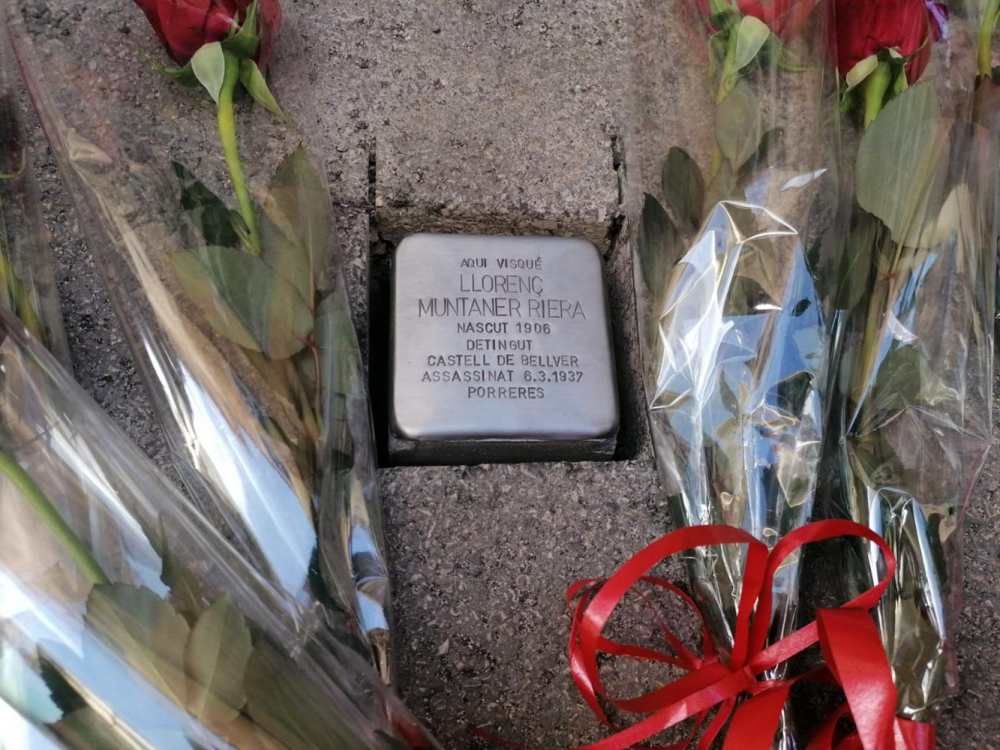 AQUI VISQUÉ
LLORENÇ
MUNTANER RIERA
NASCUT 1906
DETINGUT
CASTELL DE BELLVER
ASSASSINAT 6.3.1937
PORRERES